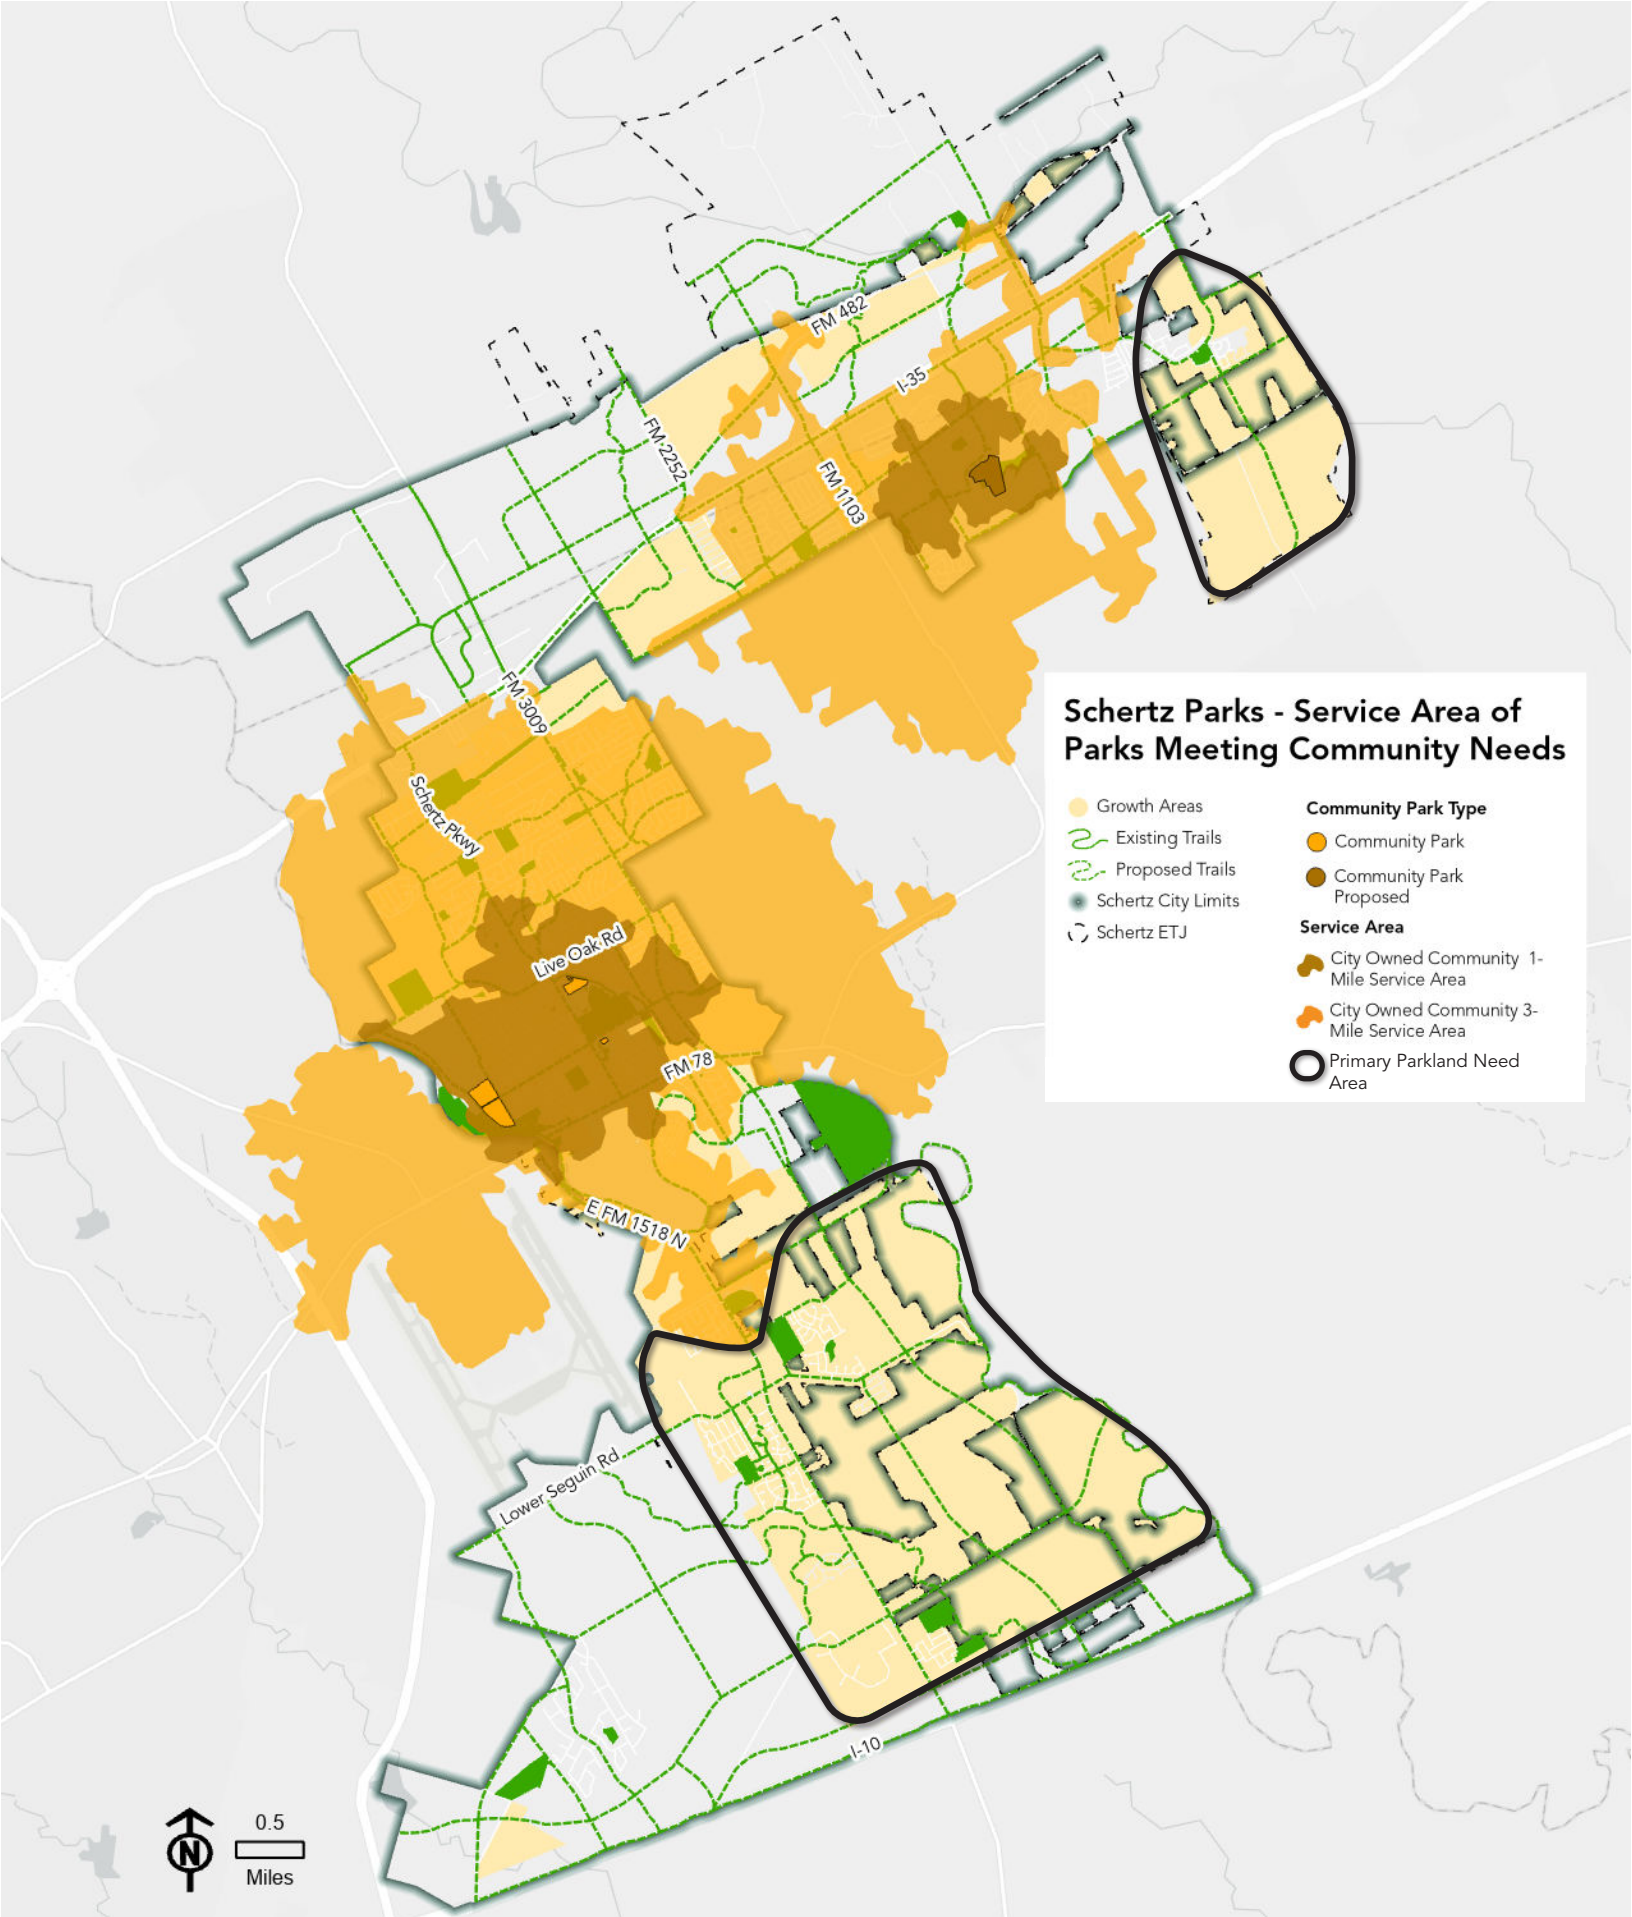 FM 482
I-35
FM 2252
FM 1103
FM 3009
Schertz Pkwy
Live Oak Rd
FM 78
E FM 1518 N
Lower Seguin Rd
I-10
Schertz Parks - Service Area of
Parks Meeting Community Needs
Growth Areas
Existing Trails
Proposed Trails
Schertz City Limits
Schertz ETJ
Community Park Type
Community Park
Community Park
Proposed
Service Area
City Owned Community 1-
Mile Service Area
City Owned Community 3-
Mile Service Area
Primary Parkland Need
Area
N
0.5
Miles